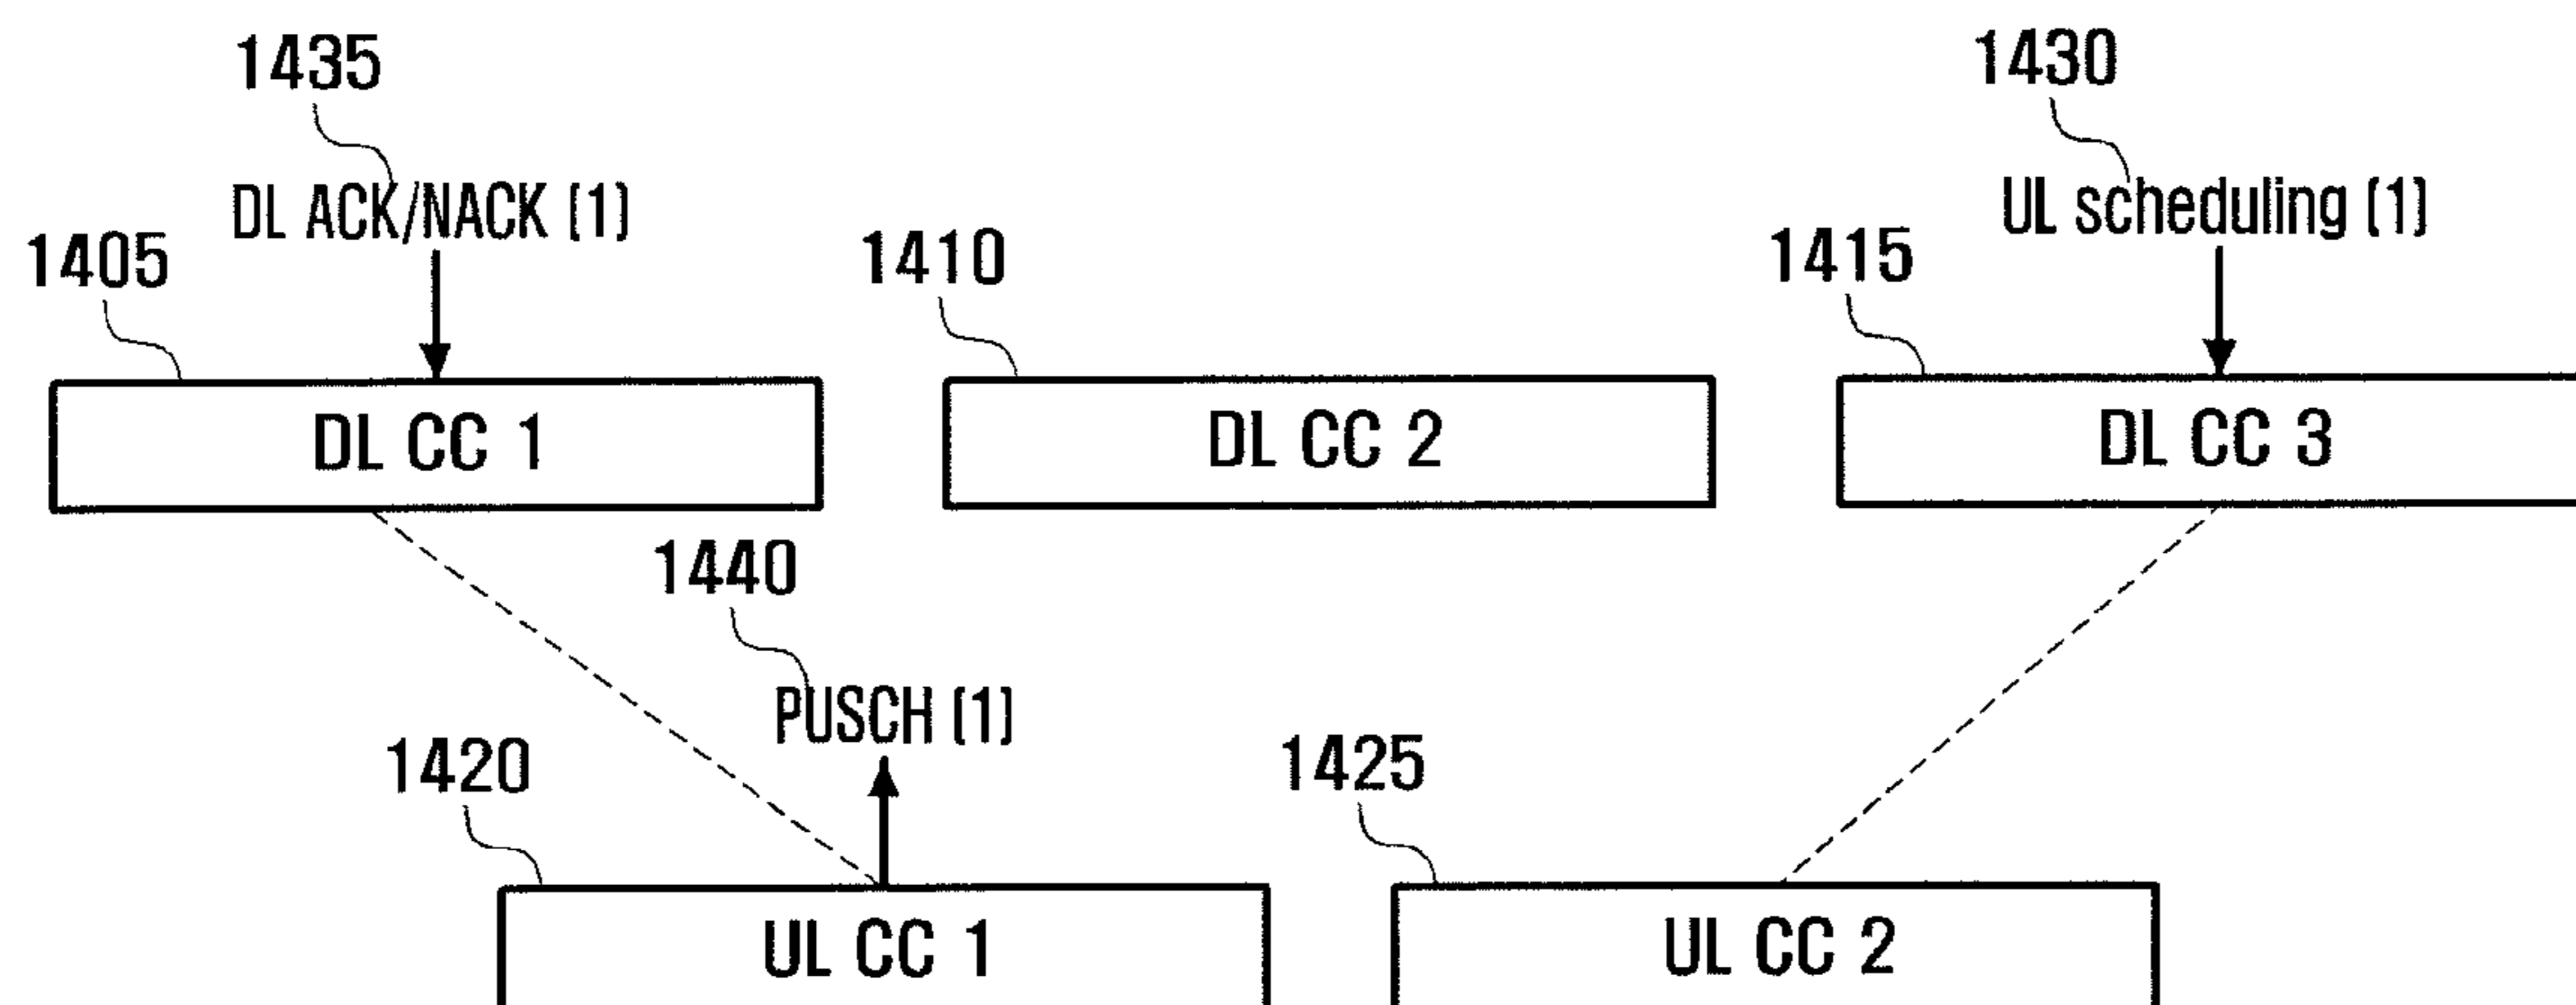 1435
1430
DL ACK/NACK (1)
UL scheduling (1)
1405
1410
1415
DL CC 1
DL CC 2
DL CC 3
1440
PUSCH (1)
1420
1425
UL CC 1
UL CC 2